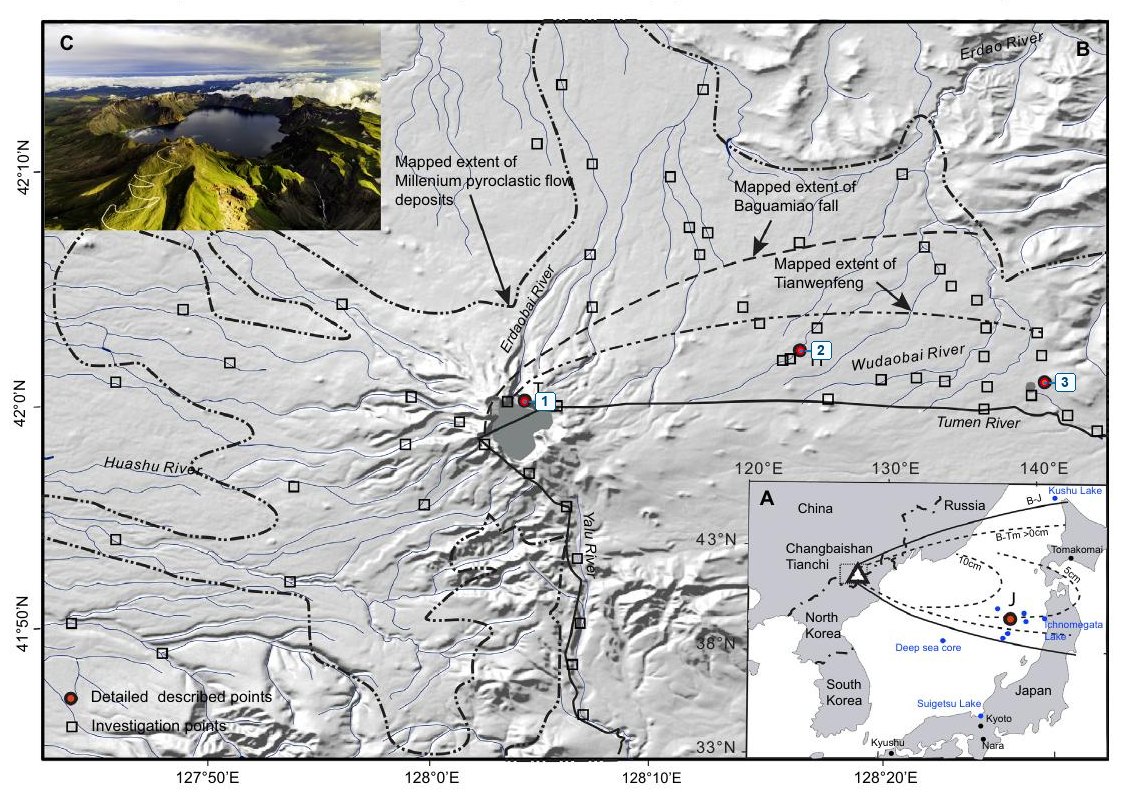 C
B
Erdao River
42°10'N
42°0'N
41°50'N
Mapped extent of
Millenium pyroclastic flow
deposits
Mapped extent of
Baguamiao fall
Mapped extent of
Tianwenfeng
Erdaobai River
Wudaobai River
Tumen River
Huashu River
Yalu River
T
1
2
3
Detailed described points
Investigation points
127°50'E
128°0'E
128°10'E
128°20'E
120°E
130°E
140°E
A
43°N
38°N
33°N
China
Russia
B-J
Kushu Lake
B-Tm >0cm
Changbaishan
Tianchi
10cm
5cm
Tomakomai
J
North
Korea
Ichnomegata
Lake
Deep sea core
South
Korea
Japan
Suigetsu Lake
Kyoto
Nara
Kyushu